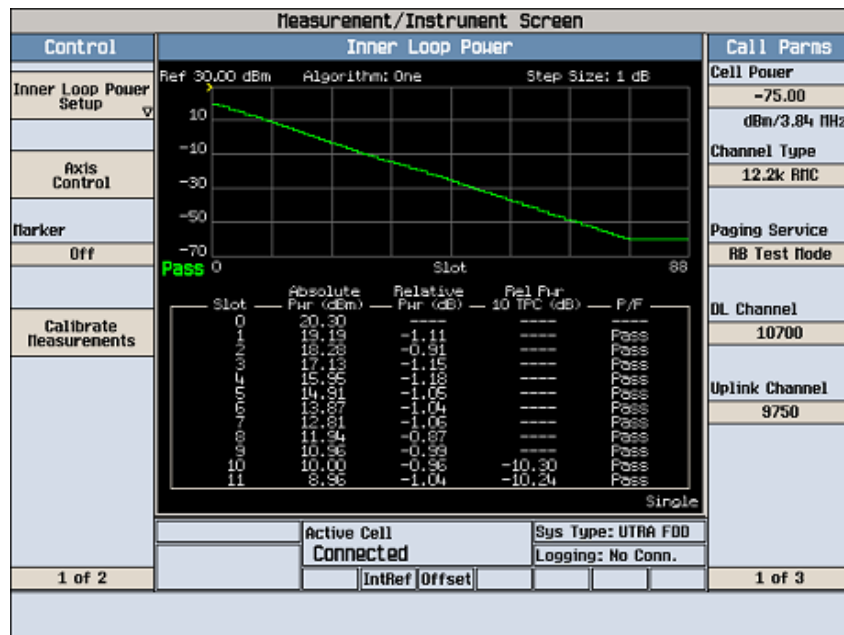 Measurement/Instrument Screen
Control
Inner Loop Power
Setup
Axis
Control
Marker
Off
Calibrate
Measurements
1 of 2
Inner Loop Power
Ref 30.00 dBm Algorithm: One Step Size: 1 dB
10
-10
-30
-50
-70
Pass 0 Slot 88
Absolute Relative Rel Pwr
Slot Pwr (dBm) Pwr (dB) 10 TPC (dB) P/F
0 20.30 ---- ---- ----
1 19.19 -1.11 ---- Pass
2 18.28 -0.91 ---- Pass
3 17.13 -1.15 ---- Pass
4 15.95 -1.18 ---- Pass
5 14.91 -1.05 ---- Pass
6 13.87 -1.04 ---- Pass
7 12.81 -1.06 ---- Pass
8 11.94 -0.87 ---- Pass
9 10.96 -0.99 ---- Pass
10 10.00 -0.96 -10.30 Pass
11 8.96 -1.04 -10.24 Pass
Single
Active Cell
Connected
Sys Type: UTRA FDD
Logging: No Conn.
IntRef Offset
Call Parms
Cell Power
-75.00
dBm/3.84 MHz
Channel Type
12.2k RMC
Paging Service
RB Test Mode
DL Channel
10700
Uplink Channel
9750
1 of 3